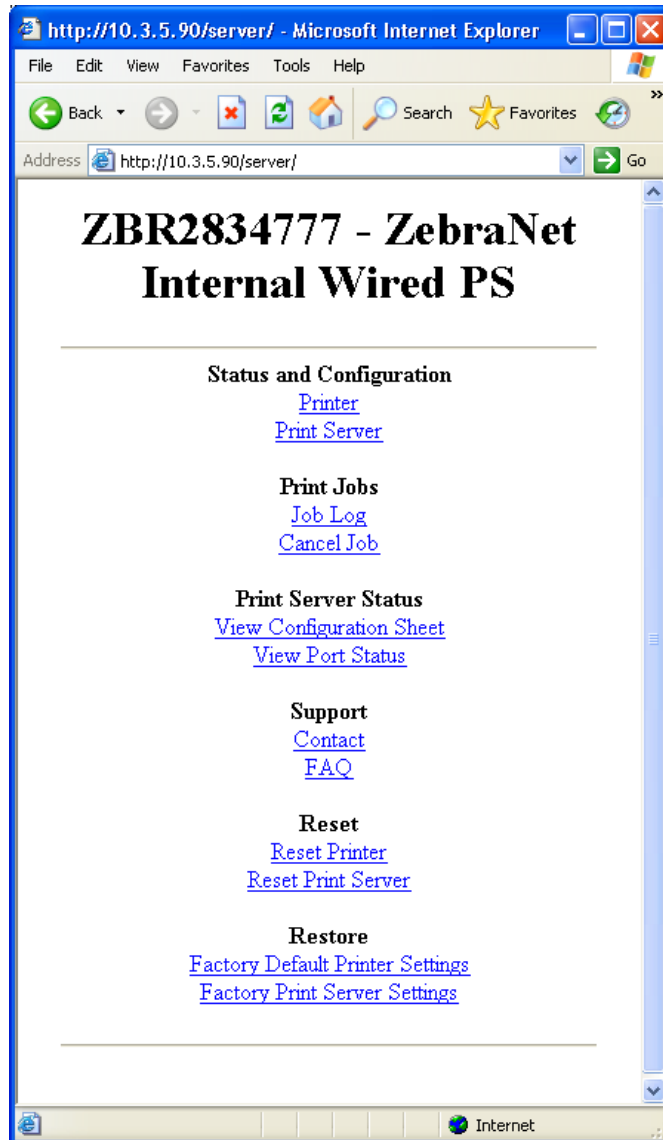 http://10.3.5.90/server/ - Microsoft Internet Explorer
File Edit View Favorites Tools Help
Back Search Favorites »
Address http://10.3.5.90/server/ Go
ZBR2834777 - ZebraNet
Internal Wired PS
Status and Configuration
Printer
Print Server
Print Jobs
Job Log
Cancel Job
Print Server Status
View Configuration Sheet
View Port Status
Support
Contact
FAQ
Reset
Reset Printer
Reset Print Server
Restore
Factory Default Printer Settings
Factory Print Server Settings
Internet